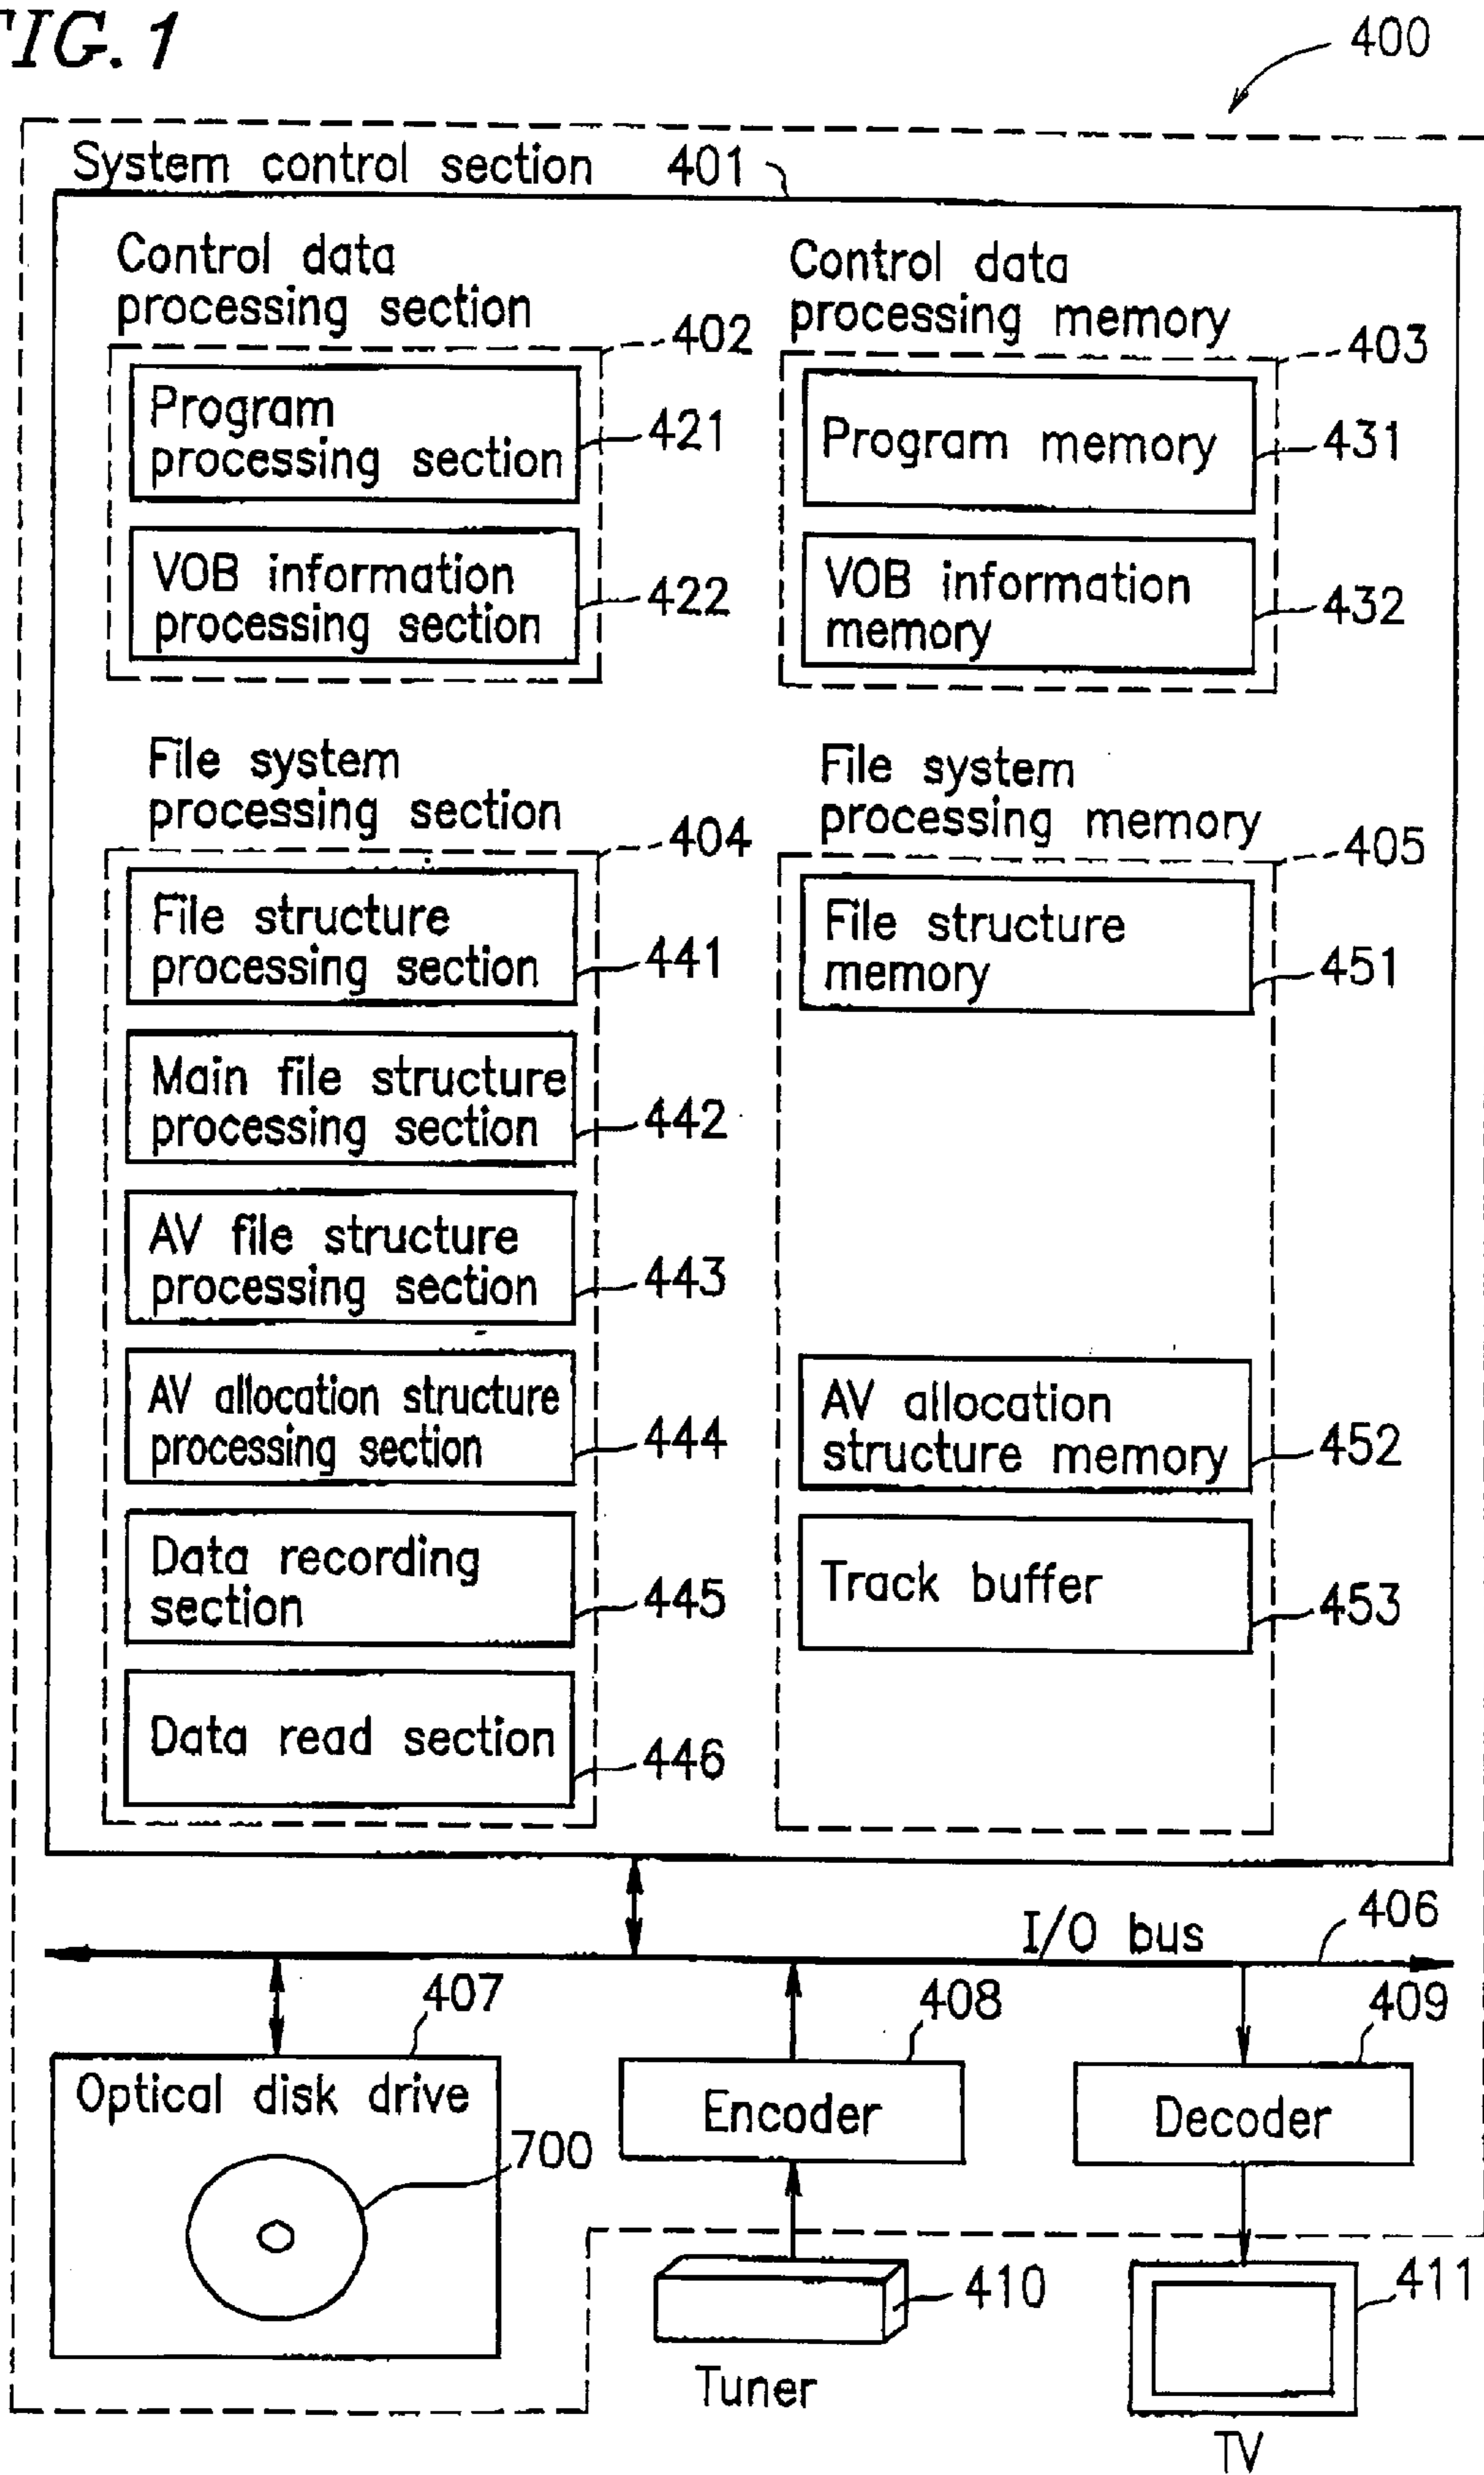 FIG. 1
400
System control section 401
Control data
processing section
402
Program
processing section
421
VOB information
processing section
422
Control data
processing memory
403
Program memory
431
VOB information
memory
432
File system
processing section
404
File structure
processing section
441
Main file structure
processing section
442
AV file structure
processing section
443
AV allocation structure
processing section
444
Data recording
section
445
Data read section
446
File system
processing memory
405
File structure
memory
451
AV allocation
structure memory
452
Track buffer
453
I/O bus
406
407
Optical disk drive
700
408
Encoder
409
Decoder
410
Tuner
411
TV